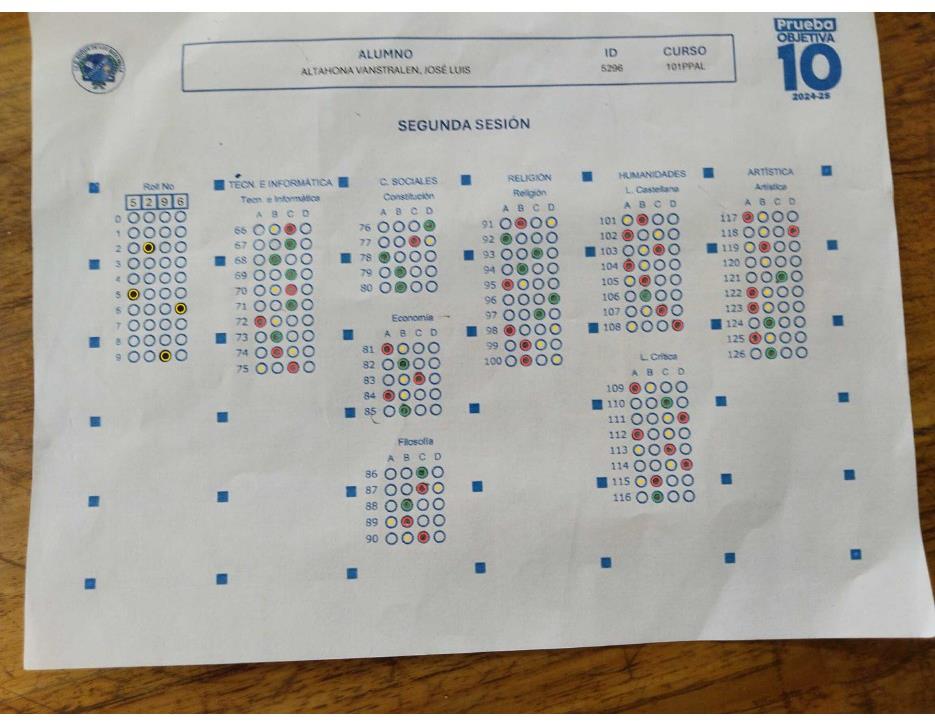 Prueba
OBJETIVA
10
2024-25
ALUMNO ID CURSO
ALTAHONA VANSTRALEN, JOSÉ LUIS 5296 101PPAL
SEGUNDA SESIÓN
Roll No
5 2 9 6
0
1
2
3
4
5
6
7
8
9
TECN. E INFORMÁTICA
Tecn. e Informática
A B C D
66
67
68
69
70
71
72
73
74
75
C. SOCIALES
Constitución
A B C D
76
77
78
79
80
Economía
A B C D
81
82
83
84
85
Filosofía
A B C D
86
87
88
89
90
RELIGIÓN
Religión
A B C D
91
92
93
94
95
96
97
98
99
100
HUMANIDADES
L. Castellana
A B C D
101
102
103
104
105
106
107
108
L. Crítica
A B C D
109
110
111
112
113
114
115
116
ARTÍSTICA
Artística
A B C D
117
118
119
120
121
122
123
124
125
126